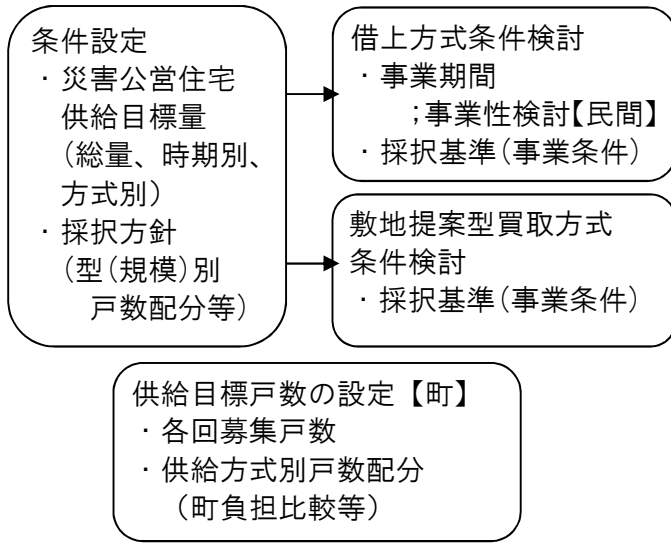 条件設定
・災害公営住宅
供給目標量
(総量、時期別、
方式別)
・採択方針
(型(規模)別
戸数配分等)
借上方式条件検討
・事業期間
;事業性検討【民間】
・採択基準(事業条件)
敷地提案型買取方式
条件検討
・採択基準(事業条件)
供給目標戸数の設定【町】
・各回募集戸数
・供給方式別戸数配分
(町負担比較等)